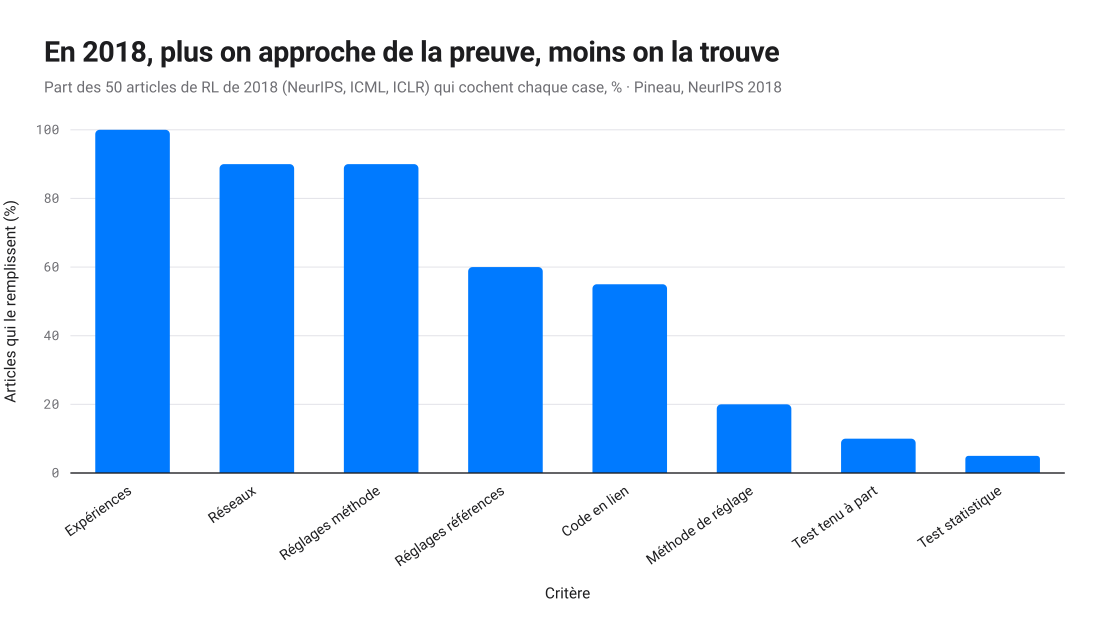 En 2018, plus on approche de la preuve, moins on la trouve
Part des 50 articles de RL de 2018 (NeurIPS, ICML, ICLR) qui cochent chaque case, % · Pineau, NeurIPS 2018
Articles qui le remplissent (%)
100
80
60
40
20
0
Expériences
Réseaux
Réglages méthode
Réglages références
Code en lien
Méthode de réglage
Test tenu à part
Test statistique
Critère